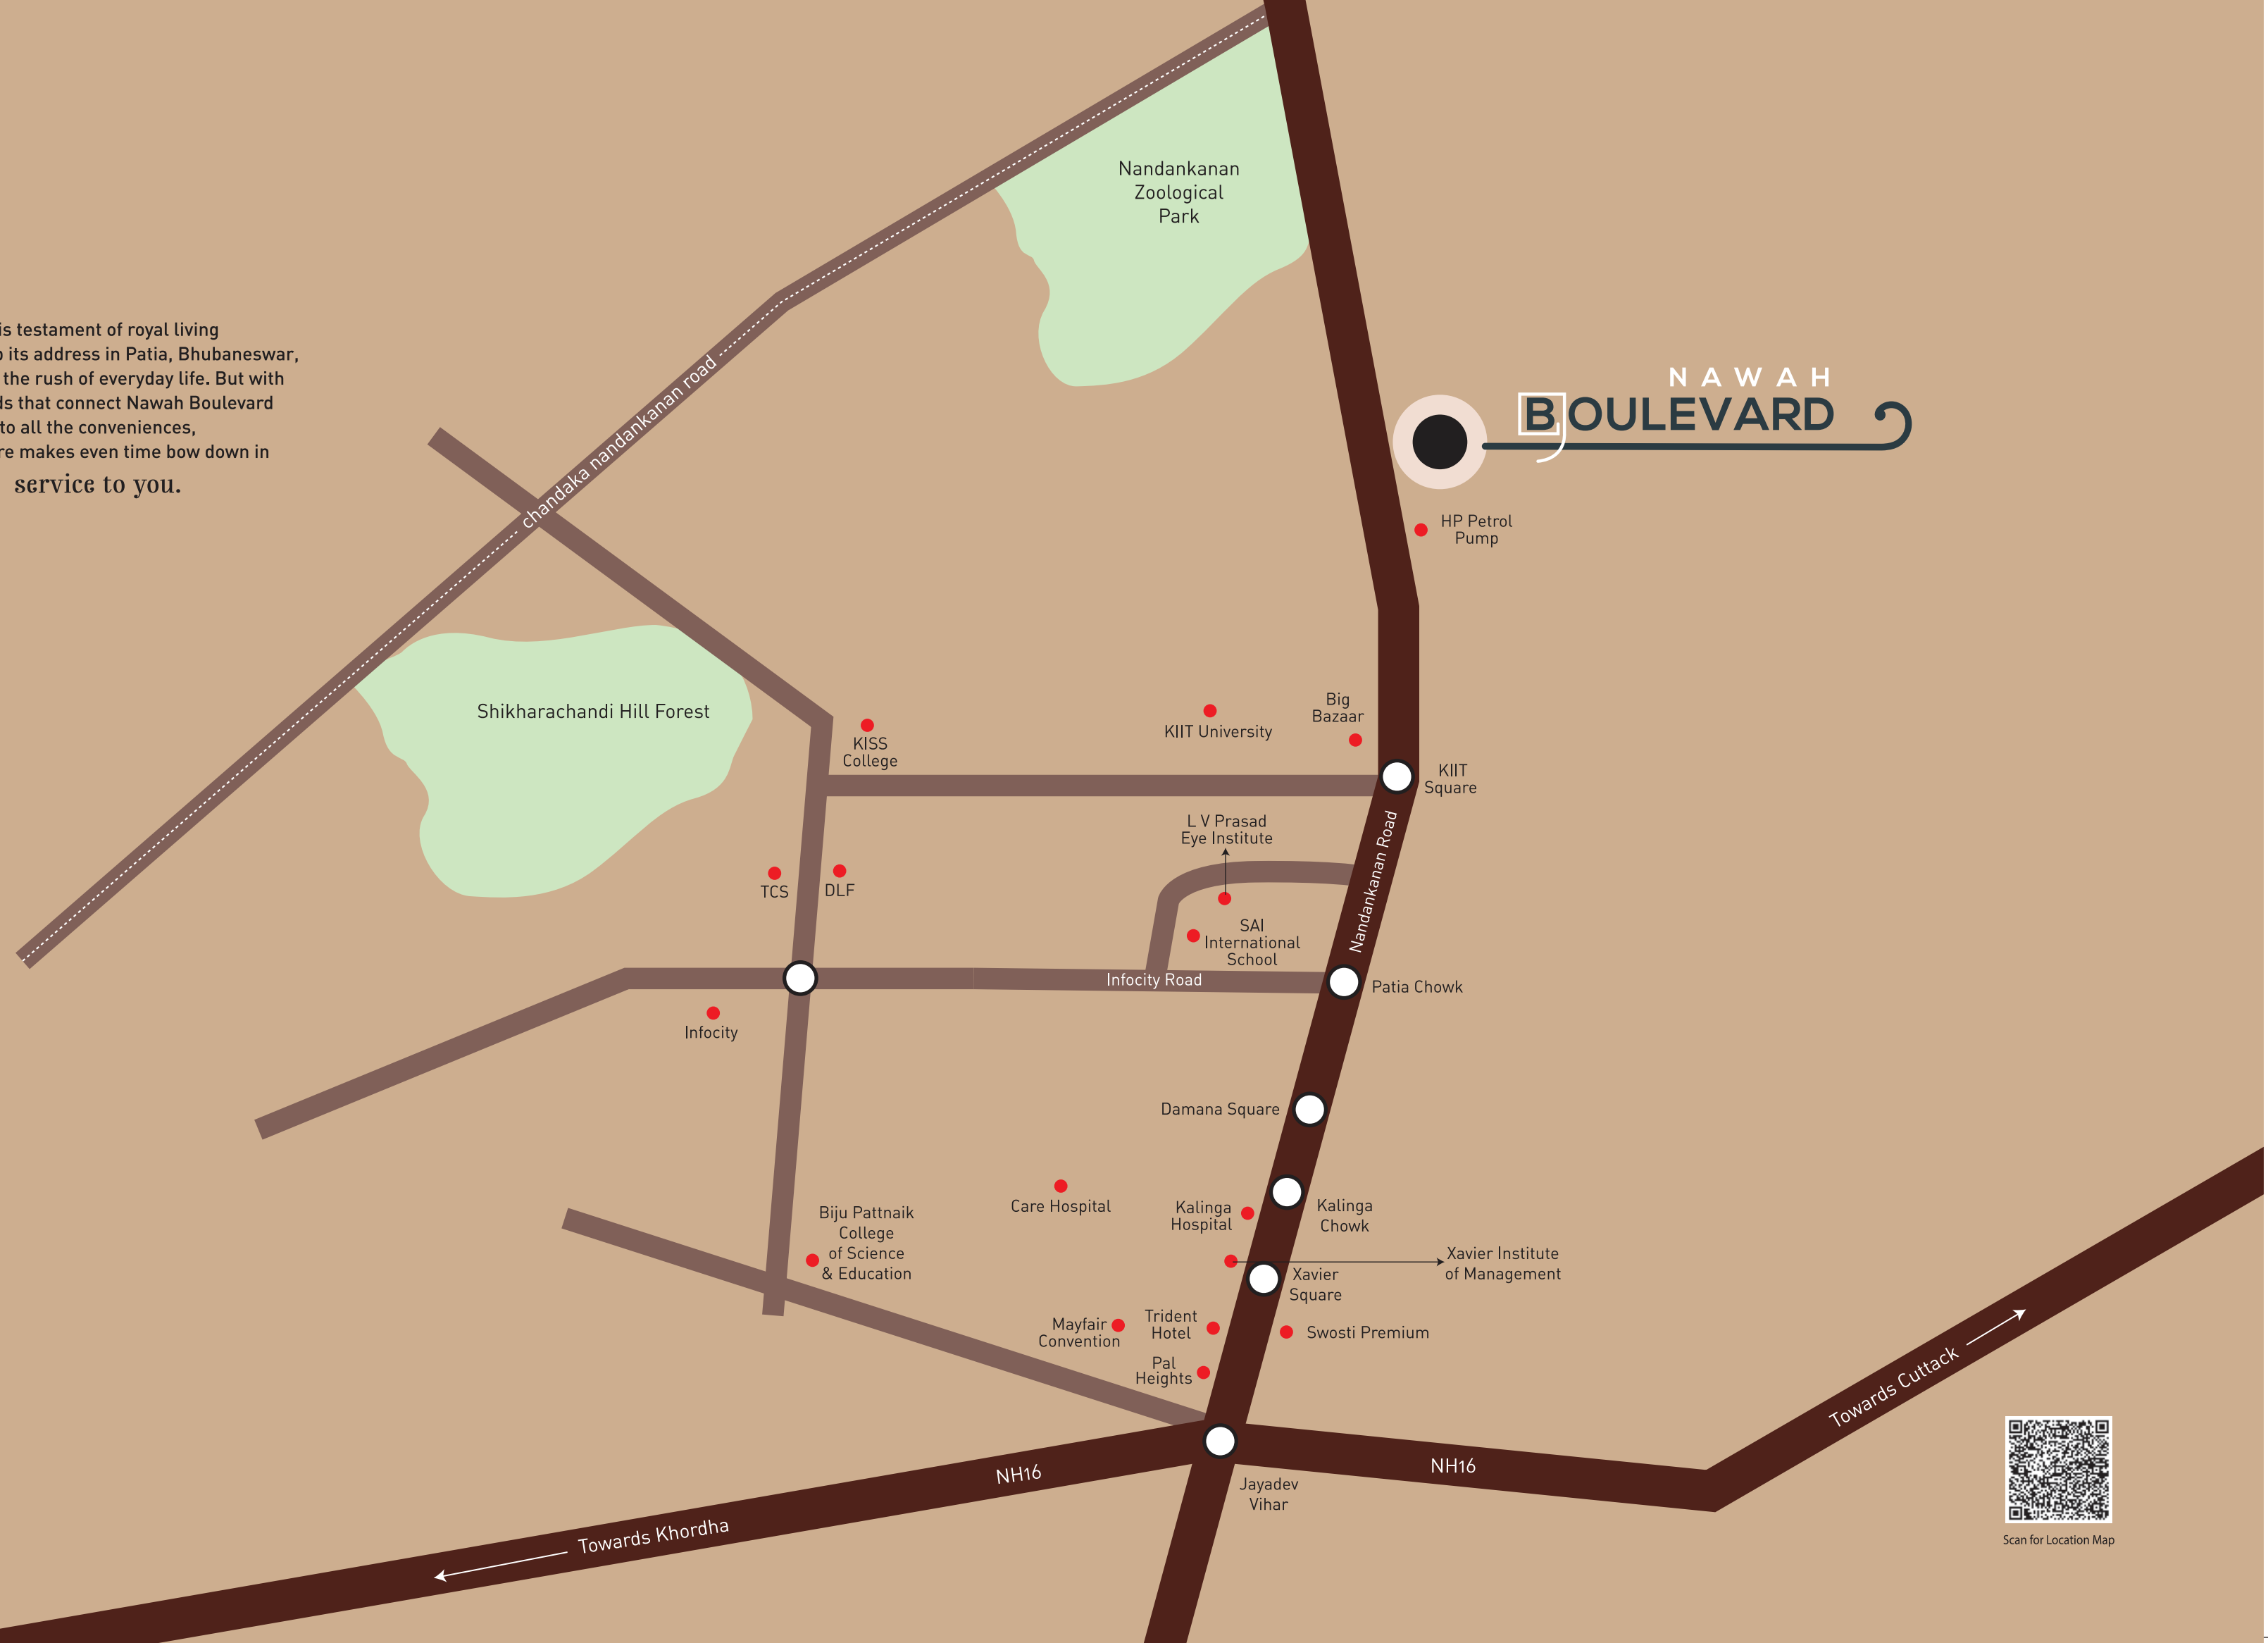 is testament of royal living
its address in Patia, Bhubaneswar,
the rush of everyday life. But with
that connect Nawah Boulevard
to all the conveniences,
makes even time bow down in
service to you.
Nandankanan
Zoological
Park
chandaka nandankanan road
NAWAH
BOULEVARD
HP Petrol
Pump
Shikharachandi Hill Forest
KISS
College
KIIT University
Big
Bazaar
KIIT
Square
L V Prasad
Eye Institute
Nandankanan Road
TCS
DLF
SAI
International
School
Infocity Road
Patia Chowk
Infocity
Damana Square
Care Hospital
Kalinga
Hospital
Kalinga
Chowk
Biju Pattnaik
College
of Science
& Education
Xavier Institute
of Management
Xavier
Square
Mayfair
Convention
Trident
Hotel
Swosti Premium
Pal
Heights
Towards Cuttack
NH16
NH16
Jayadev
Vihar
Towards Khordha
Scan for Location Map